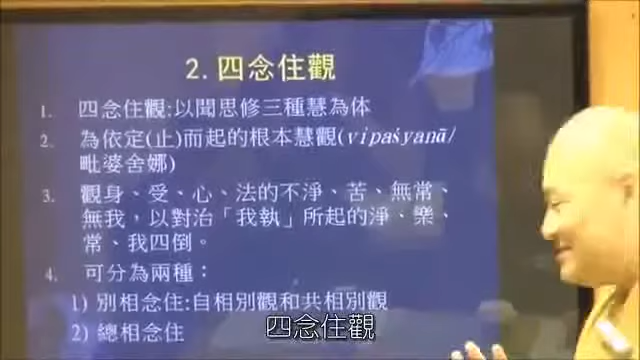 2. 四念住觀
1. 四念住觀:以聞思修三種慧為体
2. 為依定(止)而起的根本慧觀(vipaśyanā/
毗婆舍娜)
3. 觀身、受、心、法的不淨、苦、無常、
無我，以對治「我執」所起的淨、樂、
常、我四倒。
4. 可分為兩種：
1) 別相念住:自相別觀和共相別觀
2) 總相念住
四念住觀